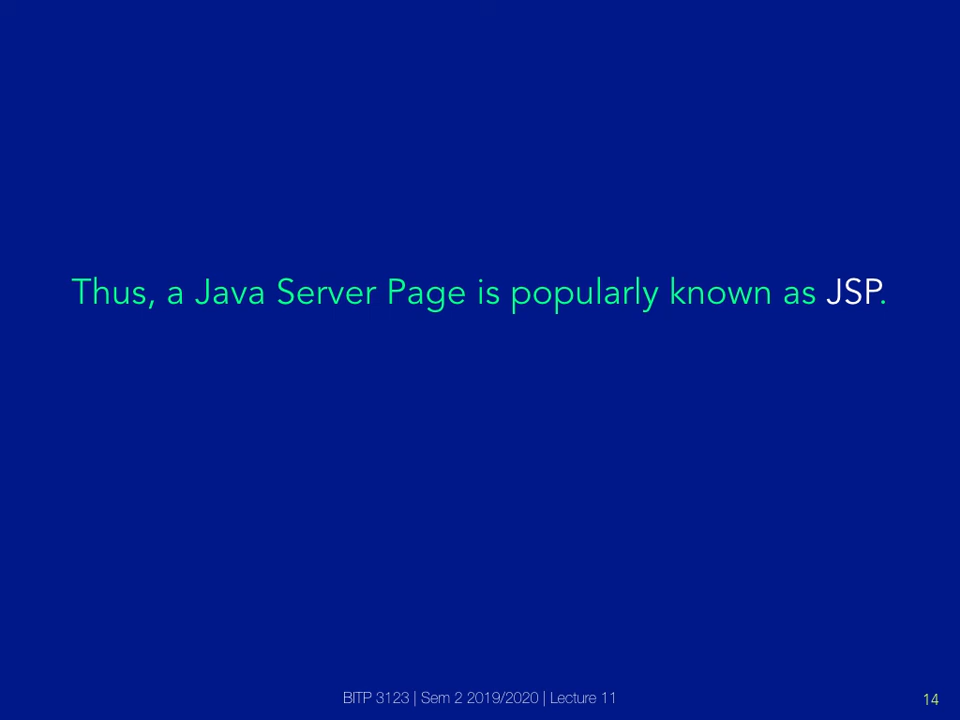 Thus, a Java Server Page is popularly known as JSP.
BITP 3123 | Sem 2 2019/2020 | Lecture 11
14